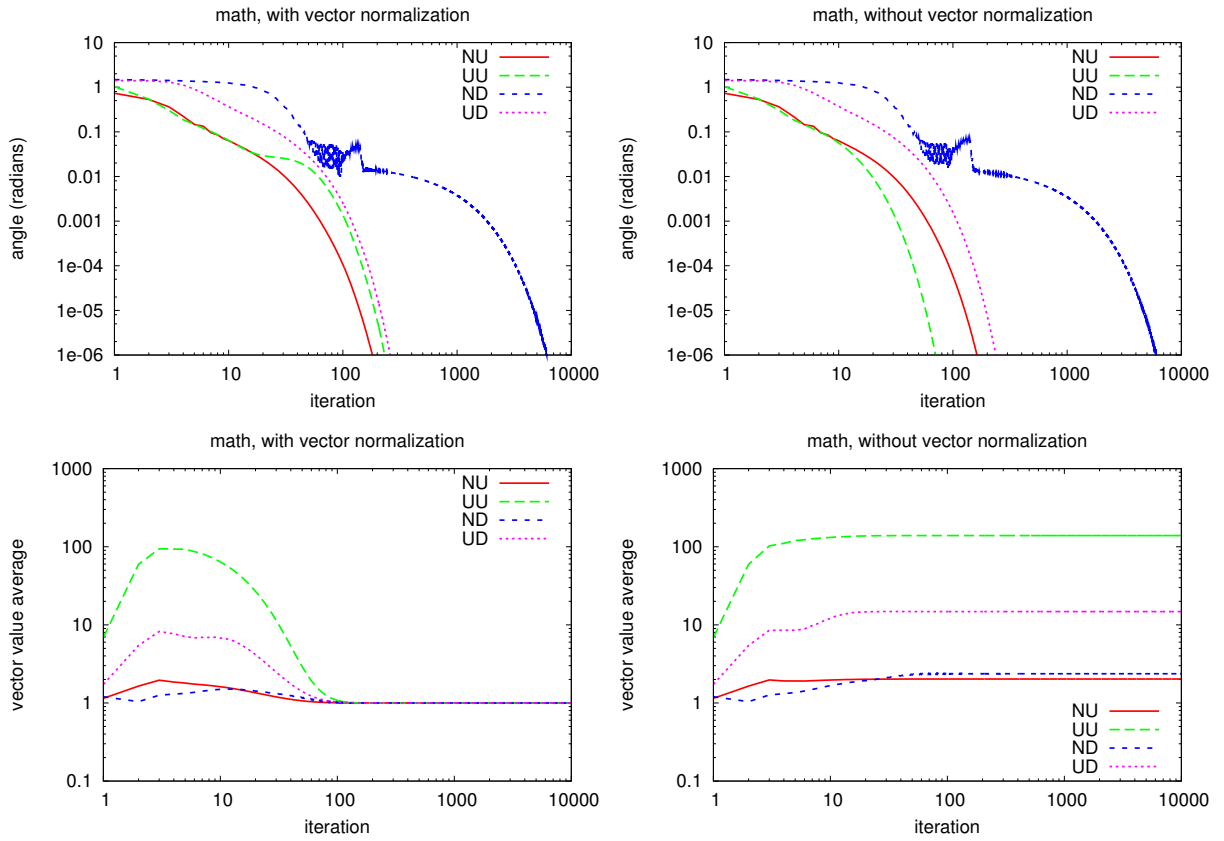 math, with vector normalization
10
1
0.1
0.01
0.001
1e-04
1e-05
1e-06
angle (radians)
NU
UU
ND
UD
1 10 100 1000 10000
iteration
math, without vector normalization
10
1
0.1
0.01
0.001
1e-04
1e-05
1e-06
angle (radians)
NU
UU
ND
UD
1 10 100 1000 10000
iteration
math, with vector normalization
1000
100
10
1
0.1
vector value average
NU
UU
ND
UD
1 10 100 1000 10000
iteration
math, without vector normalization
1000
100
10
1
0.1
vector value average
NU
UU
ND
UD
1 10 100 1000 10000
iteration